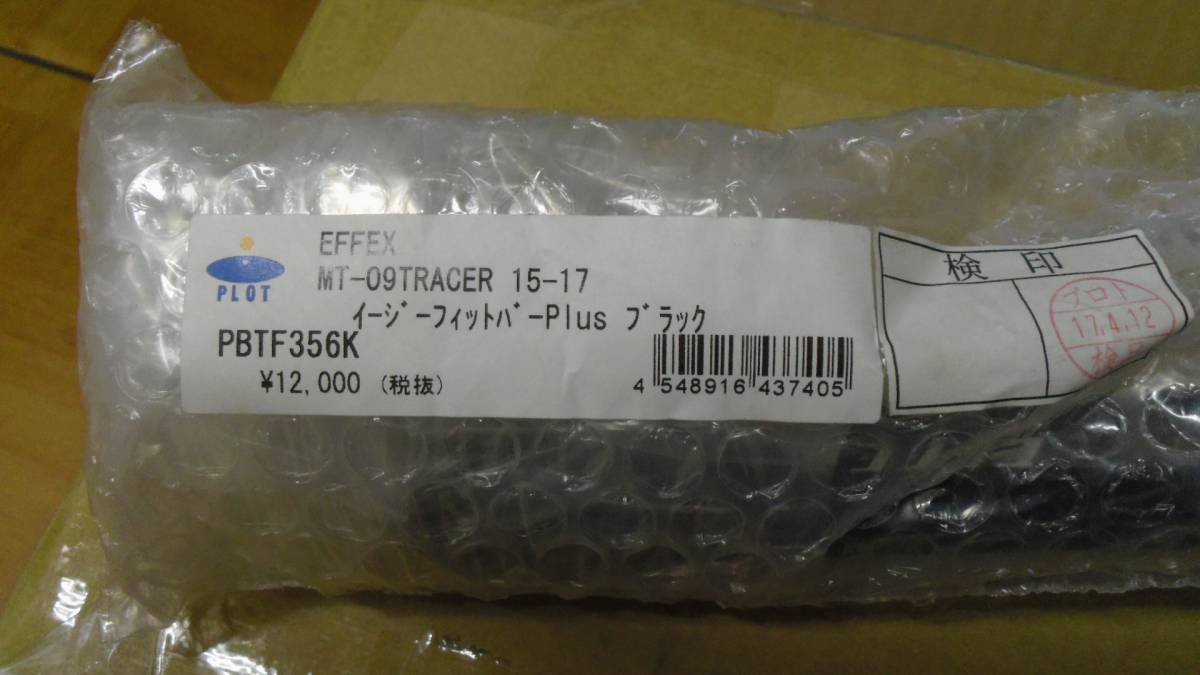 PLOT
EFFEX
MT-09TRACER 15-17
ｲｰｼﾞｰﾌｨｯﾄﾊﾞｰPlus ﾌﾞﾗｯｸ
PBTF356K
¥12,000 (税抜)
4 548916 437405
検 印
プロト
17.4.12
検